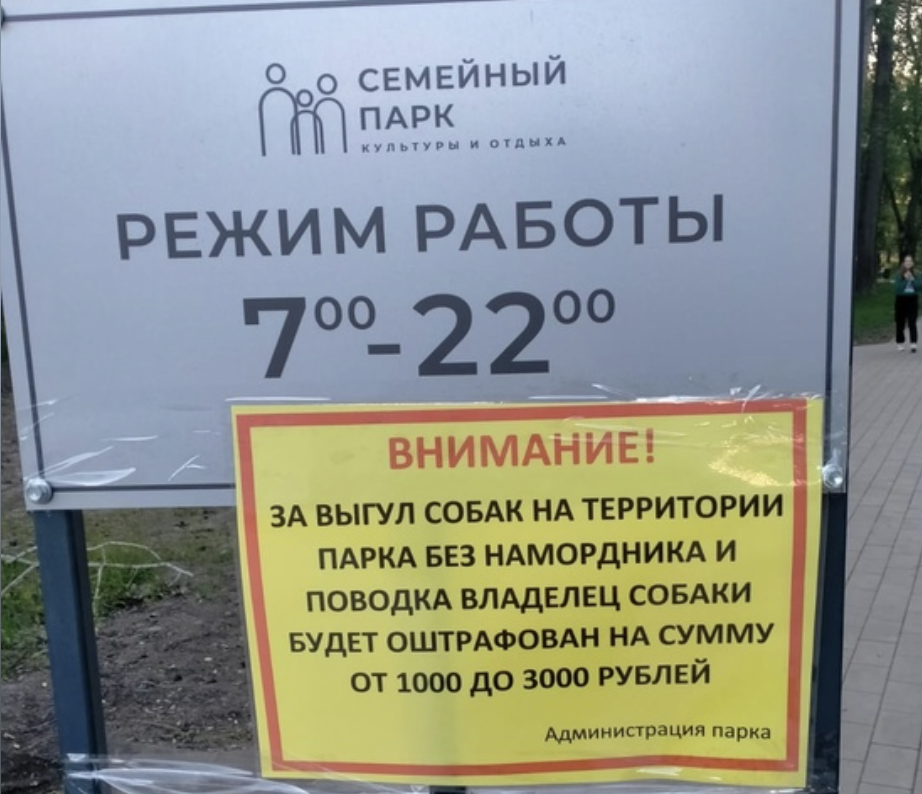 СЕМЕЙНЫЙ
ПАРК
КУЛЬТУРЫ И ОТДЫХА
РЕЖИМ РАБОТЫ
7⁰⁰-22⁰⁰
ВНИМАНИЕ!
ЗА ВЫГУЛ СОБАК НА ТЕРРИТОРИИ
ПАРКА БЕЗ НАМОРДНИКА И
ПОВОДКА ВЛАДЕЛЕЦ СОБАКИ
БУДЕТ ОШТРАФОВАН НА СУММУ
ОТ 1000 ДО 3000 РУБЛЕЙ
Администрация парка